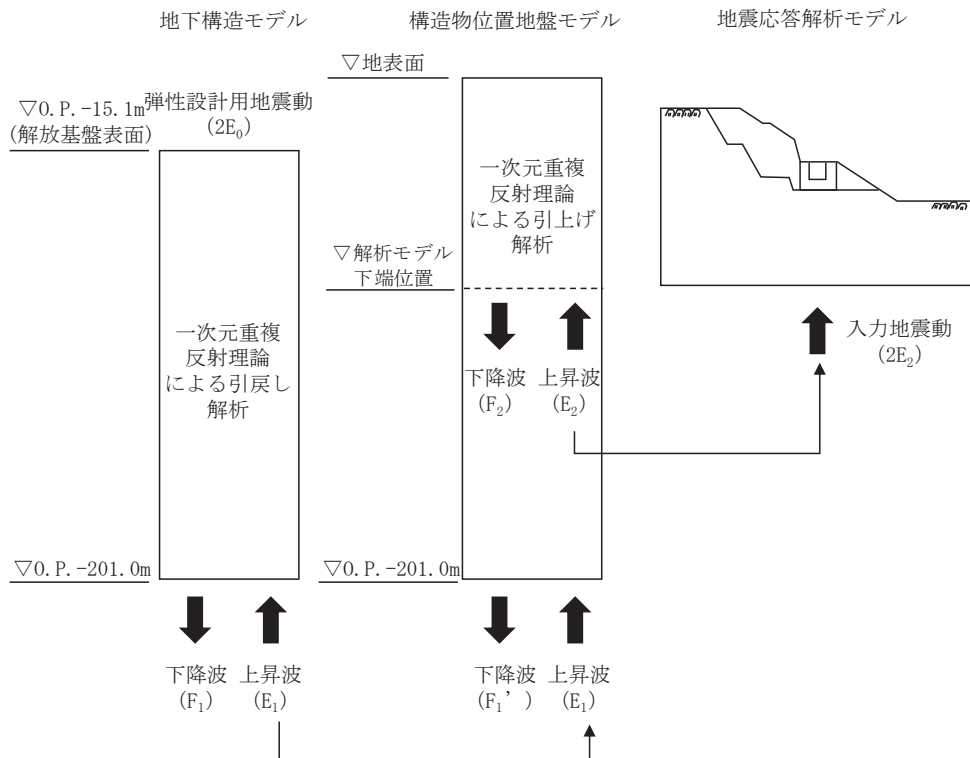 地下構造モデル
▽O.P.-15.1m
(解放基盤表面)
弾性設計用地震動
(2E₀)
一次元重複
反射理論
による引戻し
解析
▽O.P.-201.0m
下降波
(F₁)
上昇波
(E₁)
構造物位置地盤モデル
▽地表面
一次元重複
反射理論
による引上げ
解析
▽解析モデル
下端位置
下降波
(F₂)
上昇波
(E₂)
▽O.P.-201.0m
下降波
(F₁’)
上昇波
(E₁)
地震応答解析モデル
入力地震動
(2E₂)